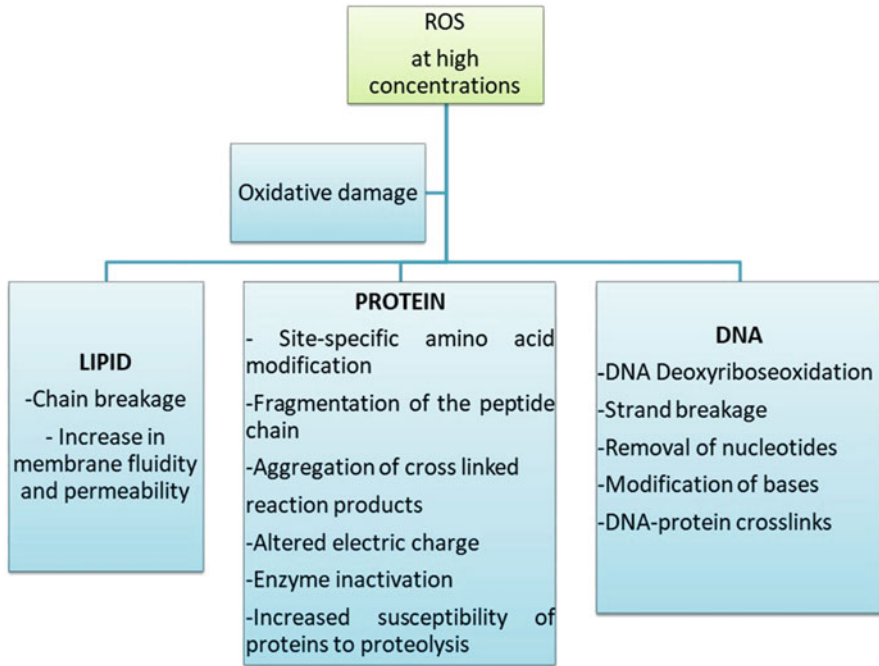 ROS
at high
concentrations
Oxidative damage
LIPID
-Chain breakage
- Increase in
membrane fluidity
and permeability
PROTEIN
- Site-specific amino acid
modification
-Fragmentation of the peptide
chain
-Aggregation of cross linked
reaction products
-Altered electric charge
-Enzyme inactivation
-Increased susceptibility of
proteins to proteolysis
DNA
-DNA Deoxyriboseoxidation
-Strand breakage
-Removal of nucleotides
-Modification of bases
-DNA-protein crosslinks